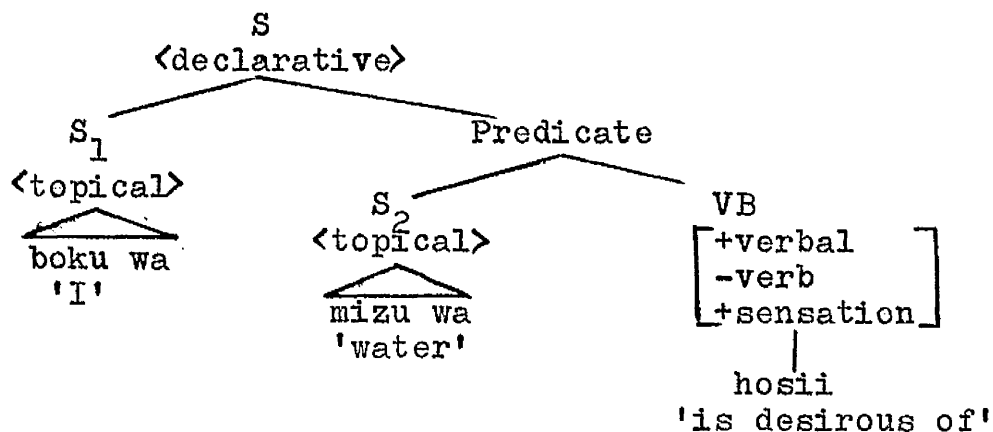 S
<declarative>
S1
<topical>
boku wa
'I'
Predicate
S2
<topical>
mizu wa
'water'
VB
+verbal
-verb
+sensation
hosii
'is desirous of'